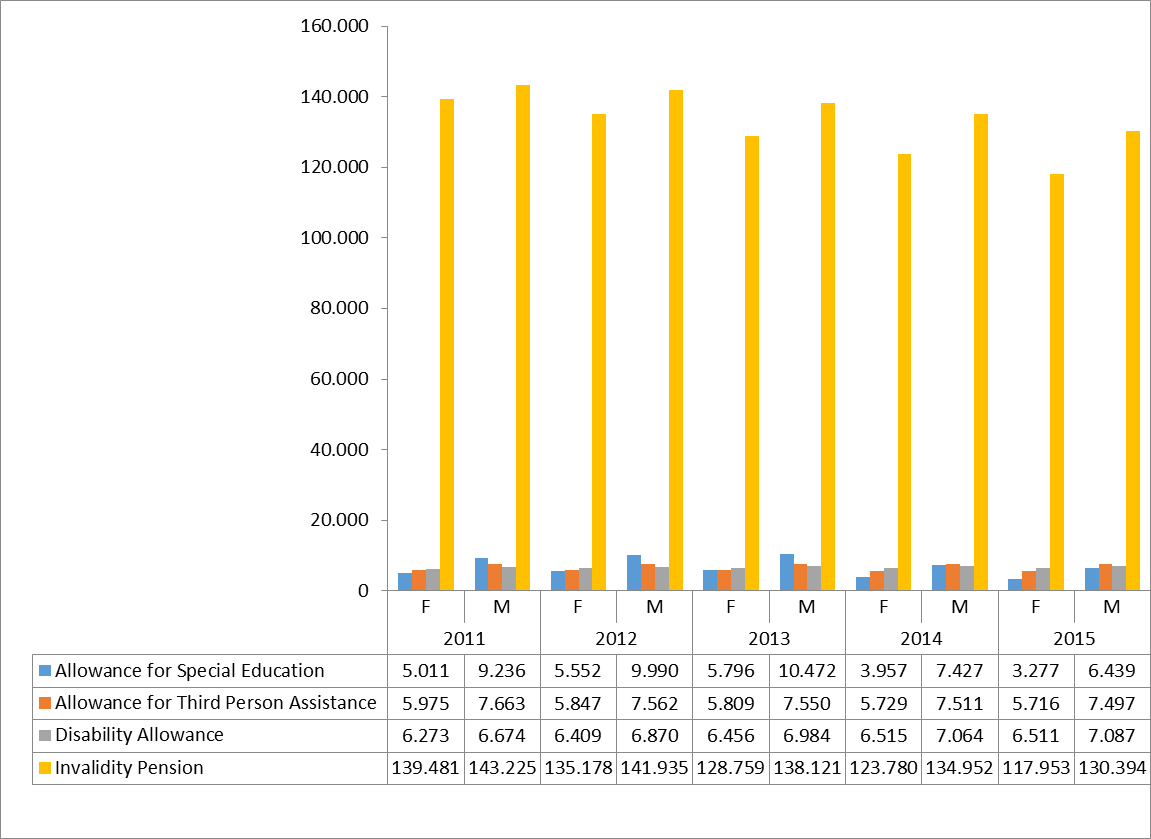 160.000
140.000
120.000
100.000
80.000
60.000
40.000
20.000
0
F M F M F M F M F M
2011 2012 2013 2014 2015
Allowance for Special Education 5.011 9.236 5.552 9.990 5.796 10.472 3.957 7.427 3.277 6.439
Allowance for Third Person Assistance 5.975 7.663 5.847 7.562 5.809 7.550 5.729 7.511 5.716 7.497
Disability Allowance 6.273 6.674 6.409 6.870 6.456 6.984 6.515 7.064 6.511 7.087
Invalidity Pension 139.481 143.225 135.178 141.935 128.759 138.121 123.780 134.952 117.953 130.394